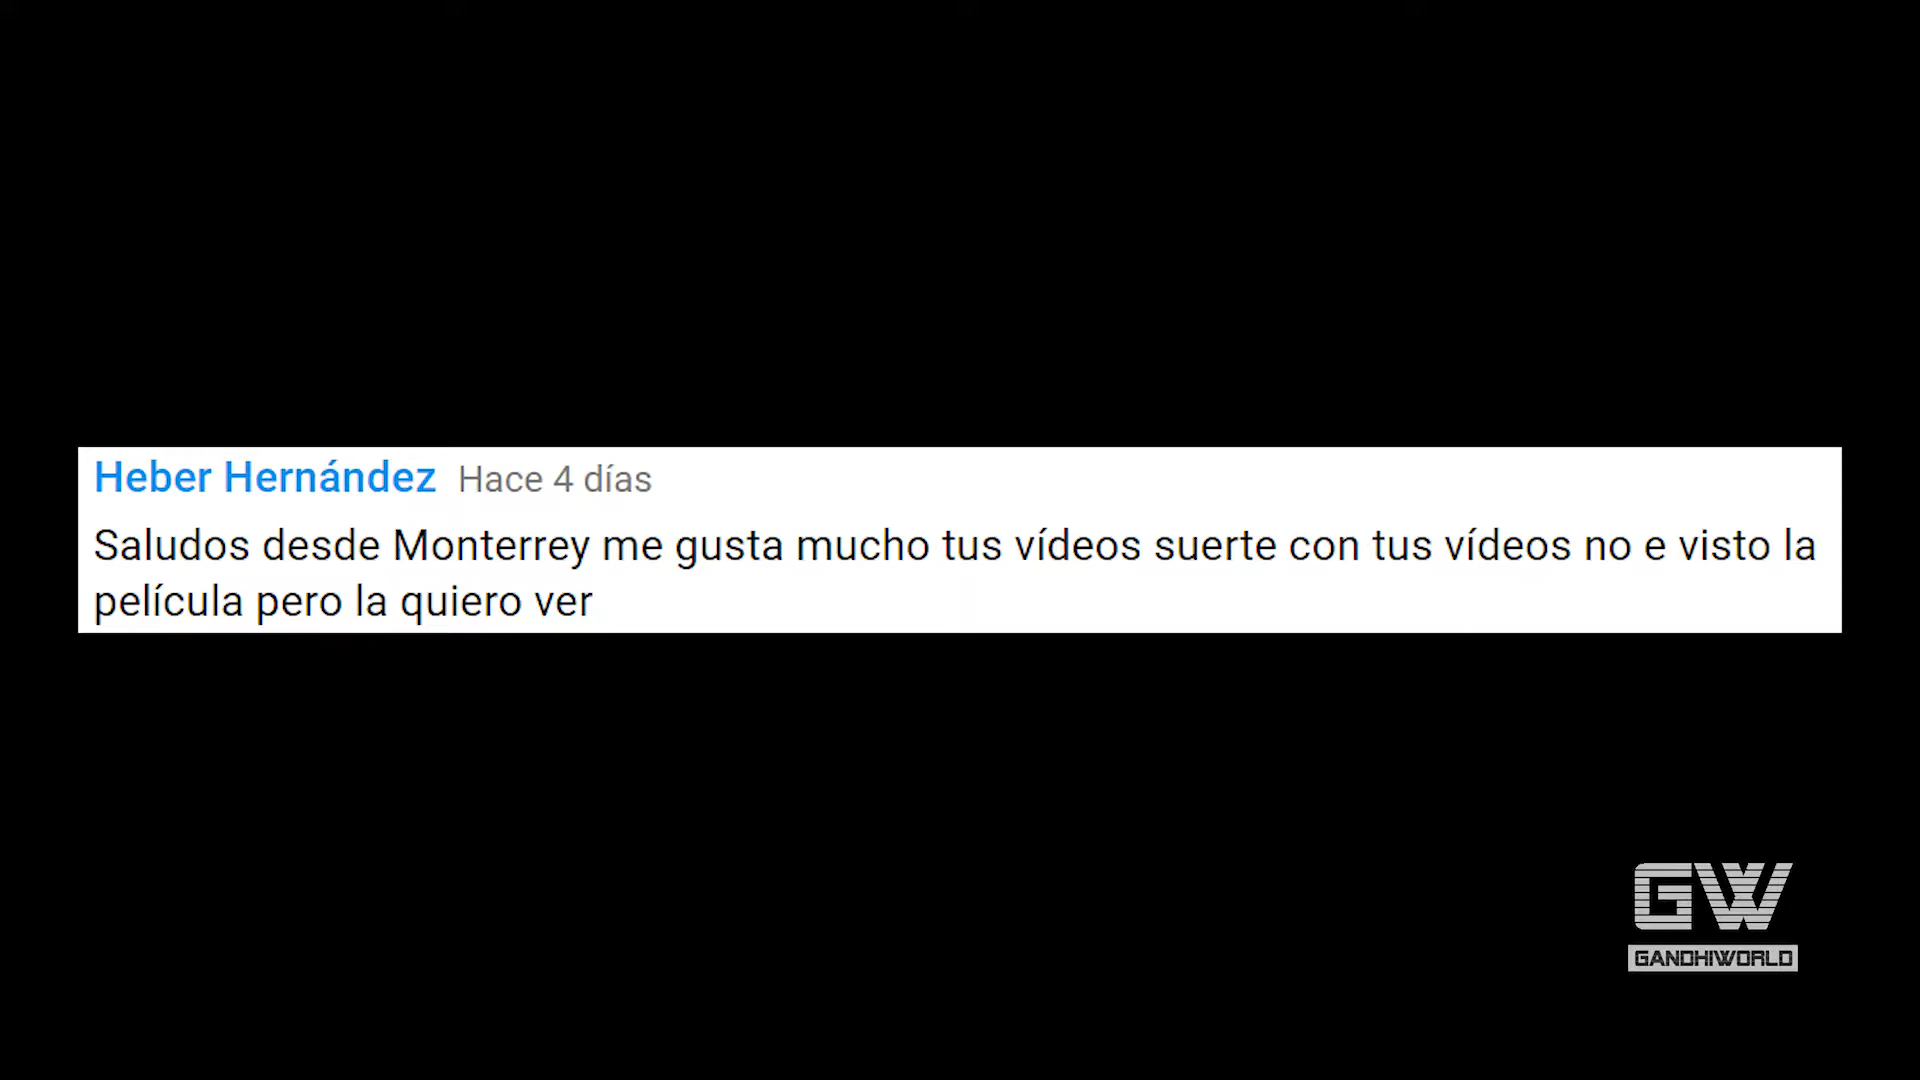 Heber Hernández Hace 4 días
Saludos desde Monterrey me gusta mucho tus vídeos suerte con tus vídeos no e visto la
película pero la quiero ver
GW
GANDHIWORLD